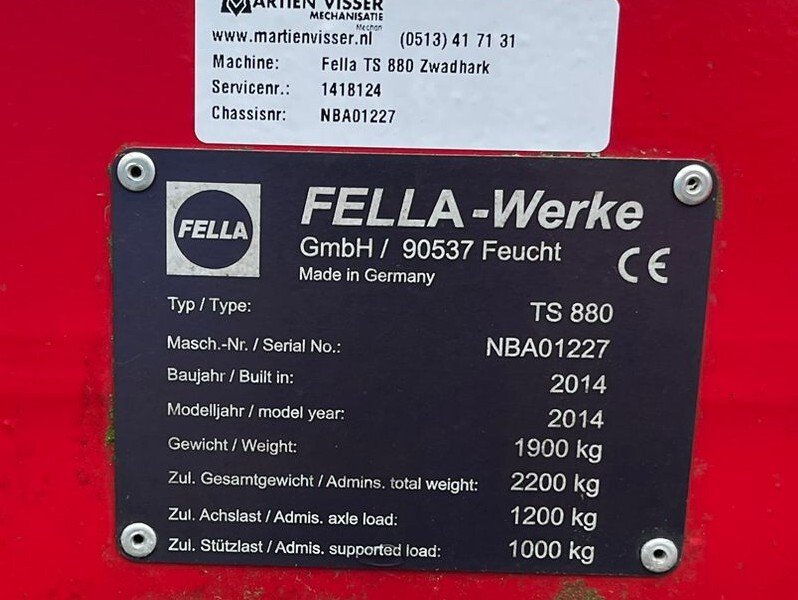 MARTIEN VISSER
MECHANISATIE
Mechan
www.martienvisser.nl (0513) 41 71 31
Machine: Fella TS 880 Zwadhark
Servicenr.: 1418124
Chassisnr: NBA01227
FELLA
FELLA-Werke
GmbH / 90537 Feucht
Made in Germany
CE
Typ / Type: TS 880
Masch.-Nr. / Serial No.: NBA01227
Baujahr / Built in: 2014
Modelljahr / model year: 2014
Gewicht / Weight: 1900 kg
Zul. Gesamtgewicht / Admins. total weight: 2200 kg
Zul. Achslast / Admis. axle load: 1200 kg
Zul. Stützlast / Admis. supported load: 1000 kg